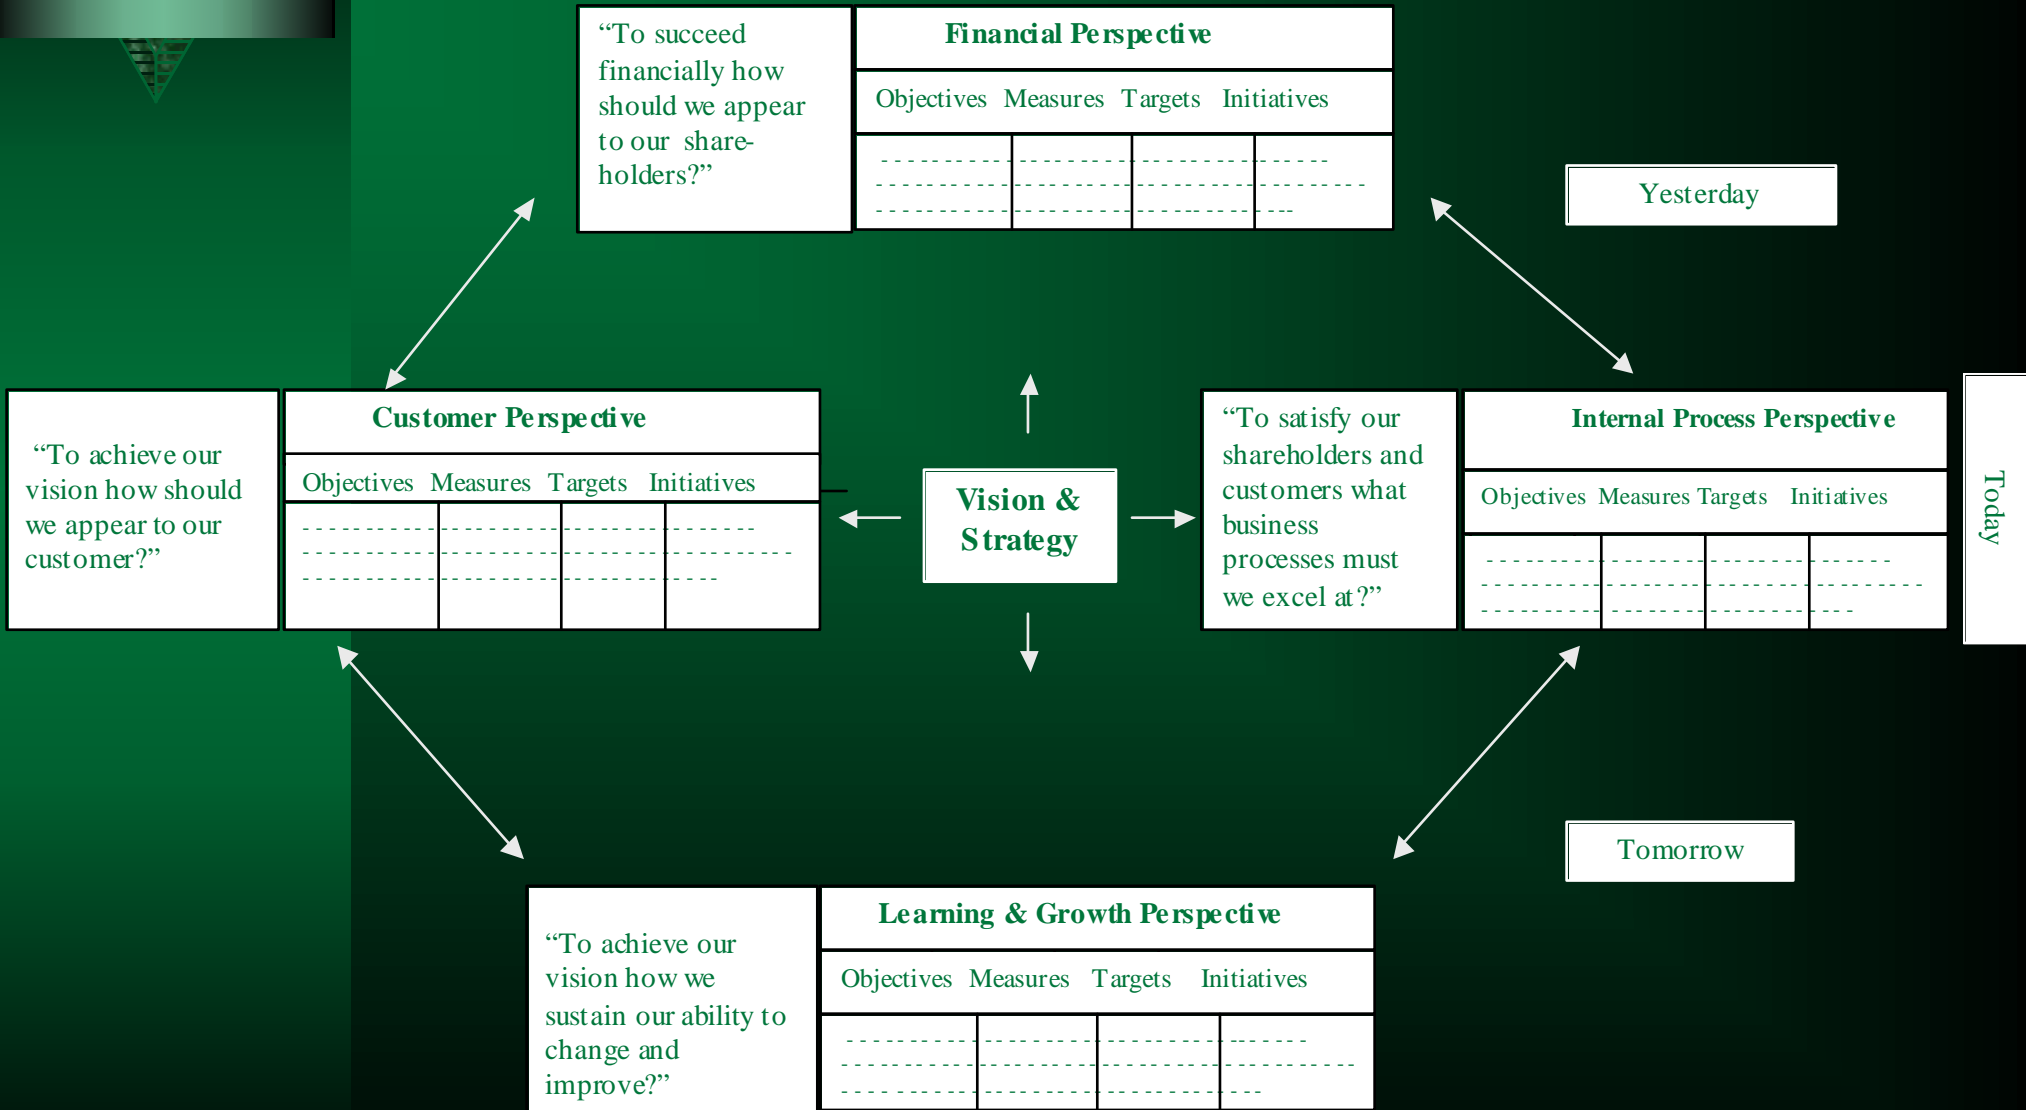 “To succeed
financially how
should we appear
to our share-
holders?”
Financial Perspective
Objectives Measures Targets Initiatives
Yesterday
“To achieve our
vision how should
we appear to our
customer?”
Customer Perspective
Objectives Measures Targets Initiatives
Vision &
Strategy
“To satisfy our
shareholders and
customers what
business
processes must
we excel at?”
Internal Process Perspective
Objectives Measures Targets Initiatives
Today
Tomorrow
“To achieve our
vision how we
sustain our ability to
change and
improve?”
Learning & Growth Perspective
Objectives Measures Targets Initiatives